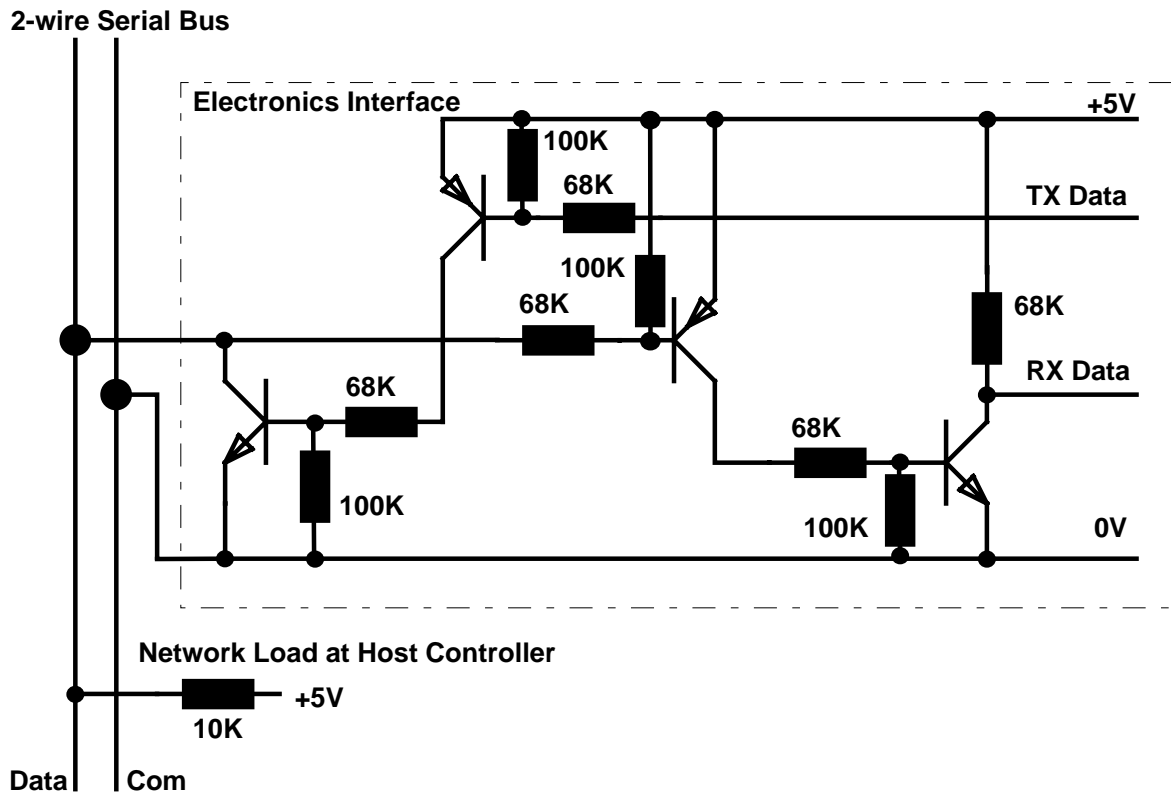 2-wire Serial Bus
Electronics Interface
+5V
100K
68K
TX Data
100K
68K
68K
RX Data
68K
68K
100K
100K
0V
Network Load at Host Controller
+5V
10K
Data
Com